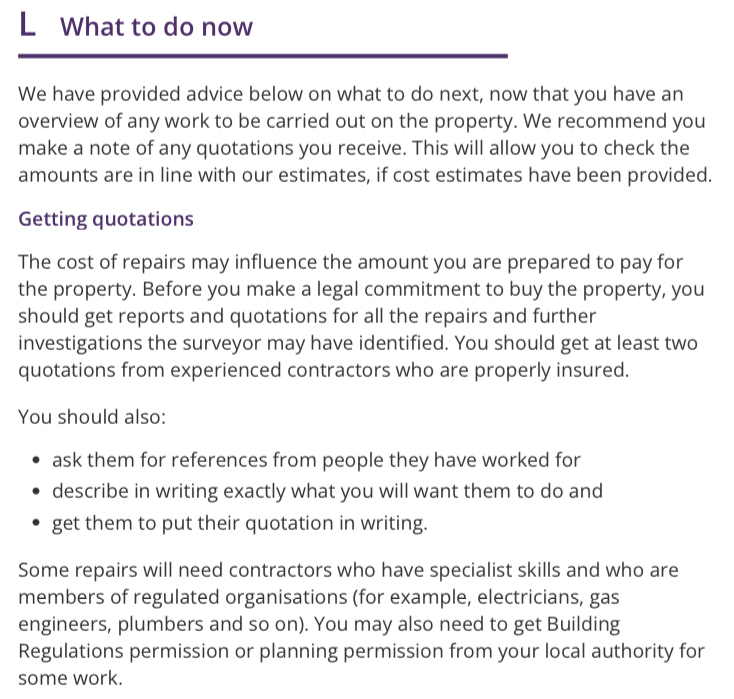 L What to do now
We have provided advice below on what to do next, now that you have an
overview of any work to be carried out on the property. We recommend you
make a note of any quotations you receive. This will allow you to check the
amounts are in line with our estimates, if cost estimates have been provided.
Getting quotations
The cost of repairs may influence the amount you are prepared to pay for
the property. Before you make a legal commitment to buy the property, you
should get reports and quotations for all the repairs and further
investigations the surveyor may have identified. You should get at least two
quotations from experienced contractors who are properly insured.
You should also:
• ask them for references from people they have worked for
• describe in writing exactly what you will want them to do and
• get them to put their quotation in writing.
Some repairs will need contractors who have specialist skills and who are
members of regulated organisations (for example, electricians, gas
engineers, plumbers and so on). You may also need to get Building
Regulations permission or planning permission from your local authority for
some work.